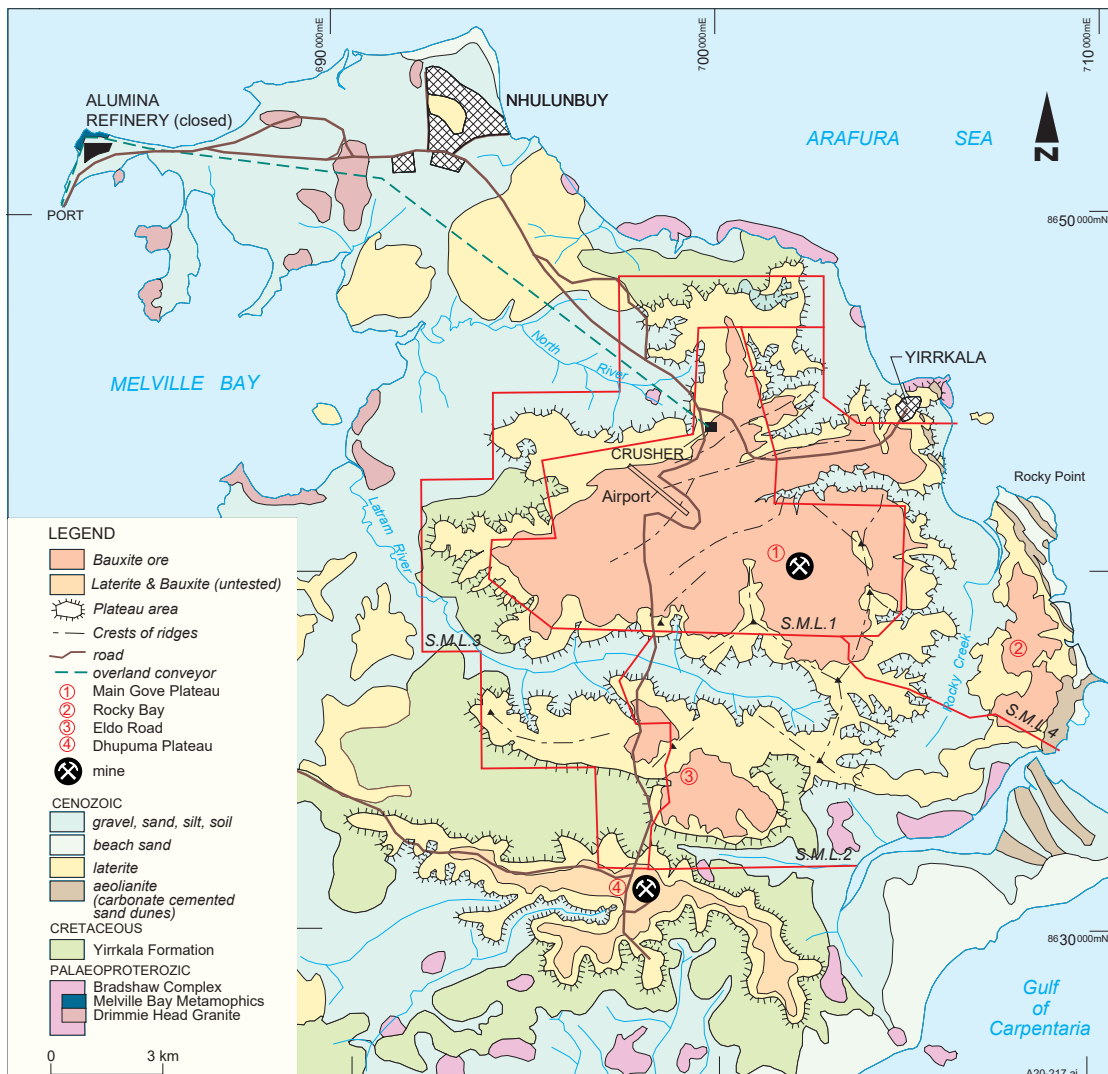 690 000mE
700 000mE
710 000mE
ALUMINA
REFINERY (closed)
NHULUNBUY
ARAFURA SEA
N
PORT
86 50 000mN
North
River
YIRRKALA
MELVILLE BAY
CRUSHER
Airport
Rocky Point
Latram
River
1
S.M.L.1
S.M.L.3
Rocky Creek
2
S.M.L.4
3
S.M.L.2
4
86 30 000mN
Gulf
of
Carpentaria
A20-217.ai
LEGEND
Bauxite ore
Laterite & Bauxite (untested)
Plateau area
Crests of ridges
road
overland conveyor
1 Main Gove Plateau
2 Rocky Bay
3 Eldo Road
4 Dhupuma Plateau
mine
CENOZOIC
gravel, sand, silt, soil
beach sand
laterite
aeolianite
(carbonate cemented
sand dunes)
CRETACEOUS
Yirrkala Formation
PALAEOPROTEROZIC
Bradshaw Complex
Melville Bay Metamophics
Drimmie Head Granite
0 3 km